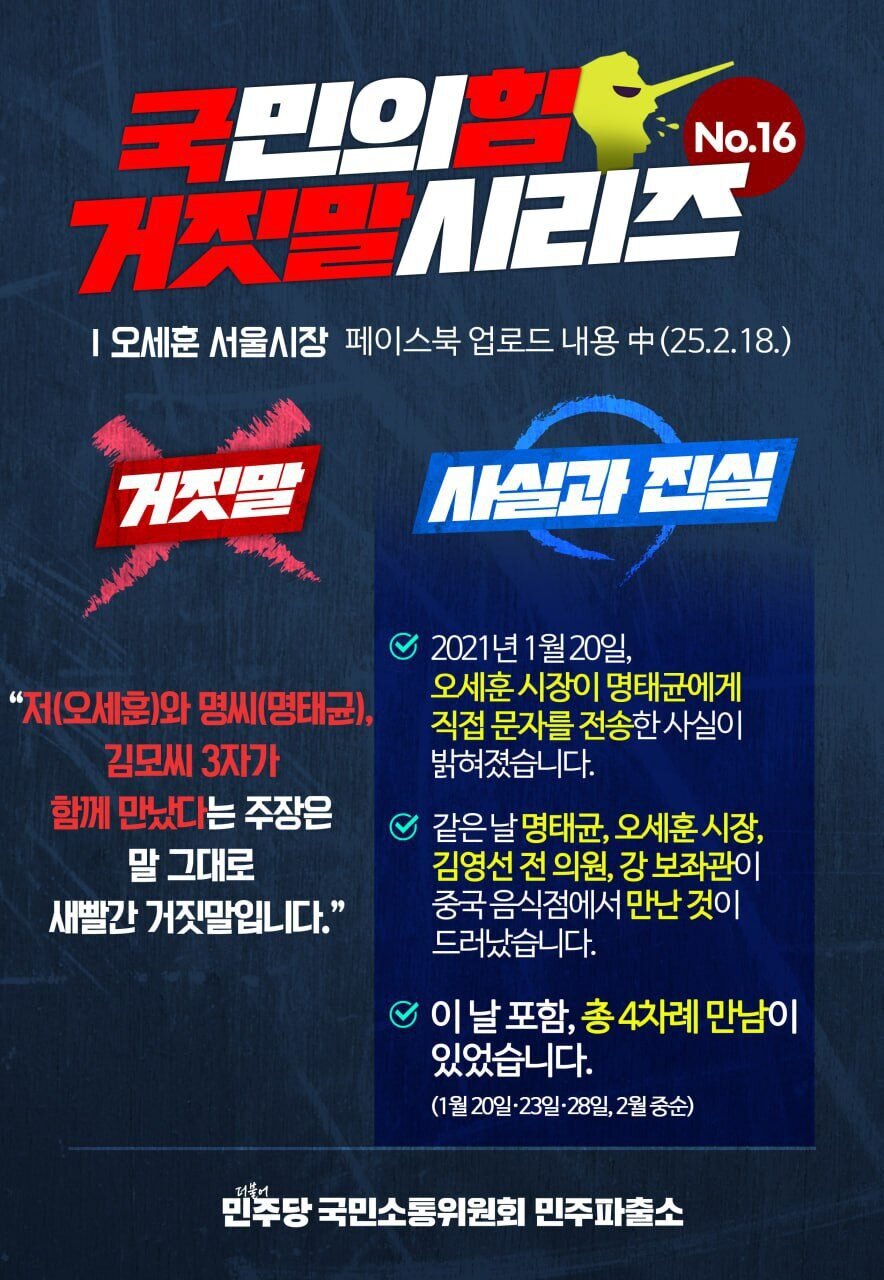 국민의힘
No.16
거짓말시리즈
I 오세훈 서울시장 페이스북 업로드 내용 中 (25.2.18.)
거짓말
사실과 진실
“저(오세훈)와 명씨(명태균),
김모씨 3자가
함께 만났다는 주장은
말 그대로
새빨간 거짓말입니다.”
2021년 1월 20일,
오세훈 시장이 명태균에게
직접 문자를 전송한 사실이
밝혀졌습니다.
같은 날 명태균, 오세훈 시장,
김영선 전 의원, 강 보좌관이
중국 음식점에서 만난 것이
드러났습니다.
이 날 포함, 총 4차례 만남이
있었습니다.
(1월 20일·23일·28일, 2월 중순)
더불어
민주당 국민소통위원회 민주파출소